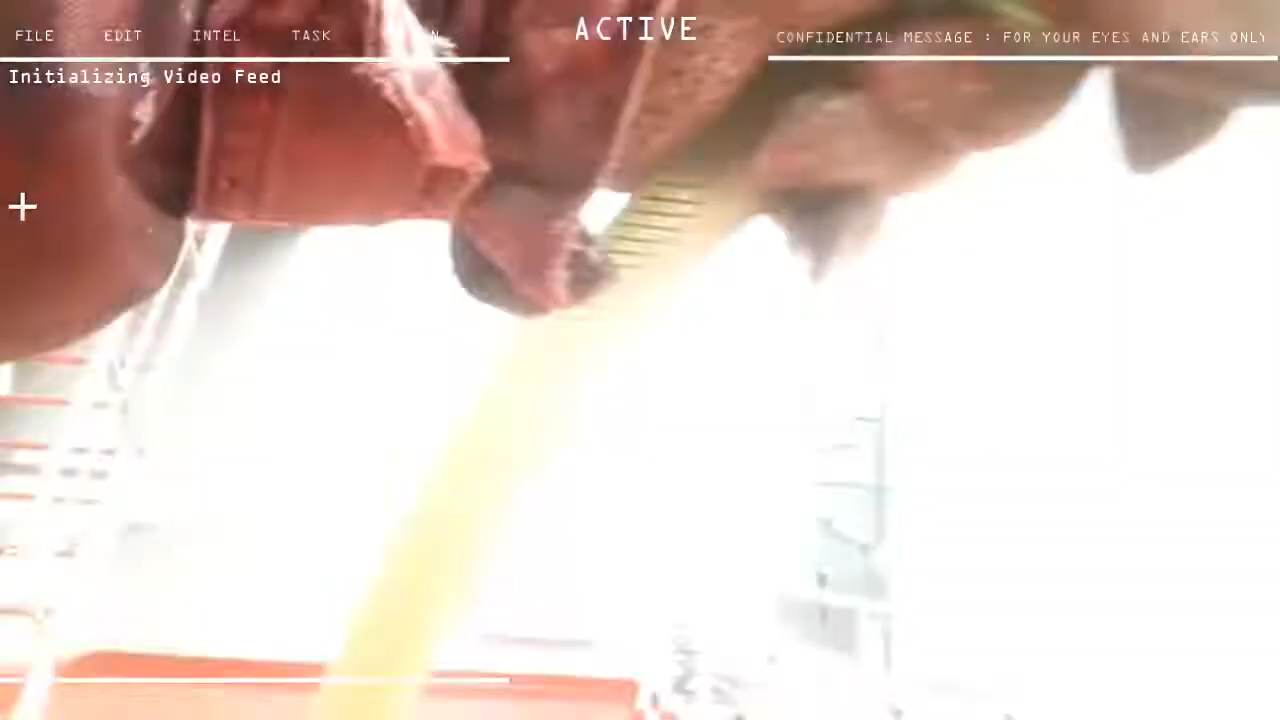 FILE EDIT INTEL TASK
ACTIVE
CONFIDENTIAL MESSAGE : FOR YOUR EYES AND EARS ONLY
Initializing Video Feed